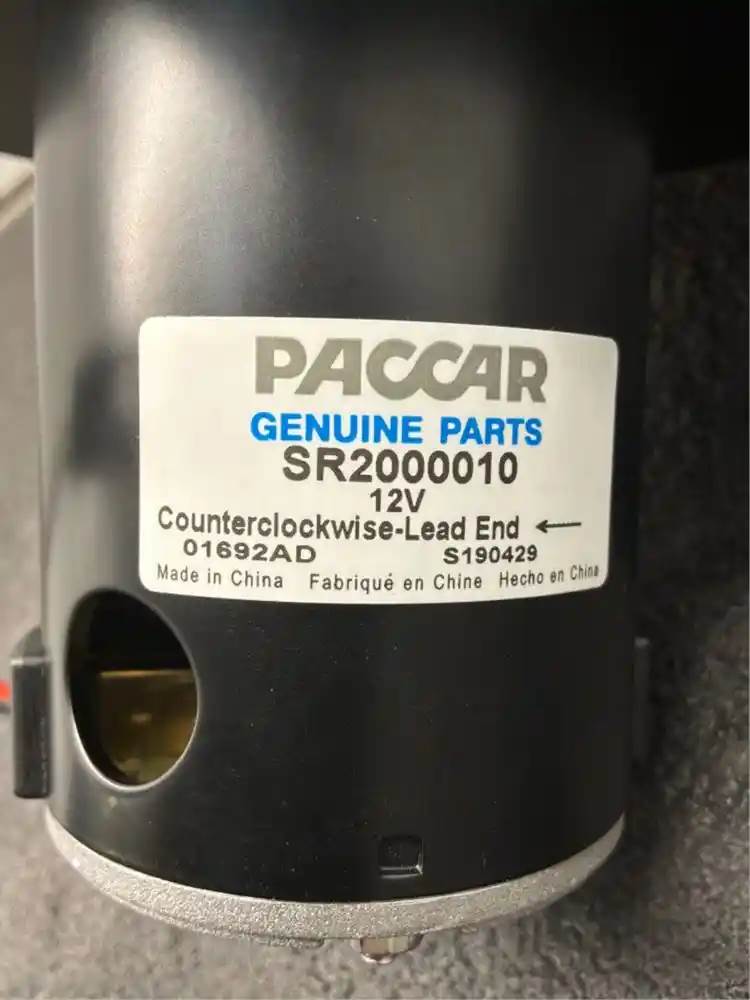 PACCAR
GENUINE PARTS
SR2000010
12V
Counterclockwise-Lead End ←
01692AD S190429
Made in China Fabriqué en Chine Hecho en China